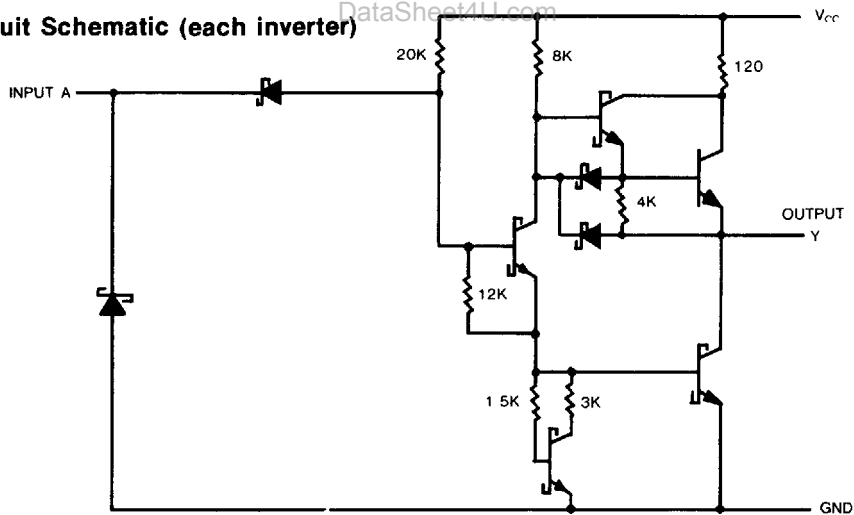 DataSheet4U.com
uit Schematic (each inverter)
VCC
20K
8K
120
INPUT A
4K
OUTPUT
Y
12K
1 5K
3K
GND